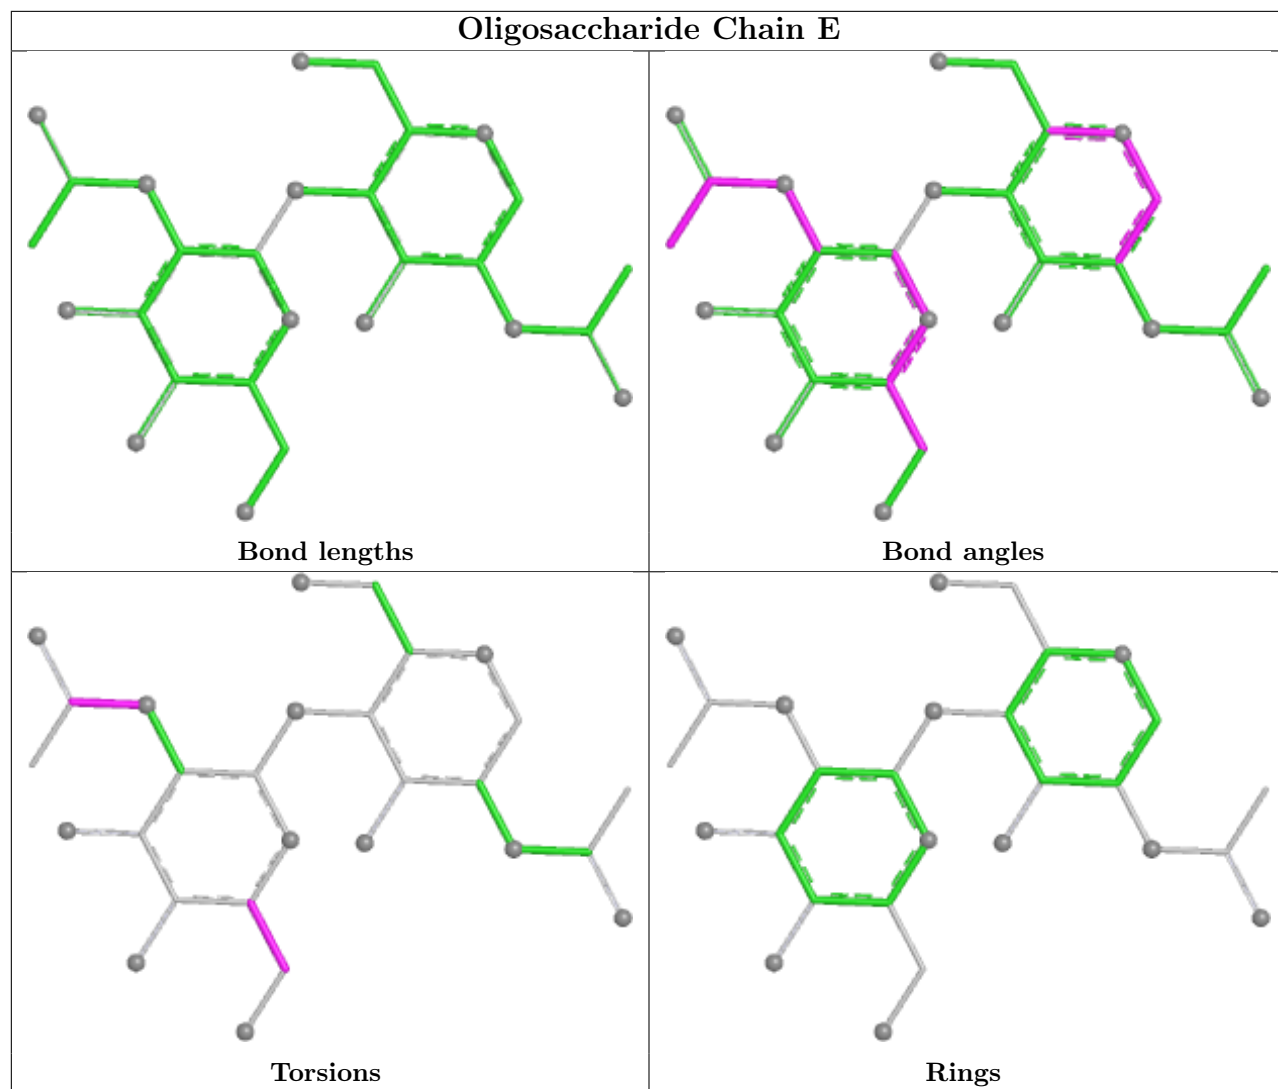 Oligosaccharide Chain E
Bond lengths
Bond angles
Torsions
Rings